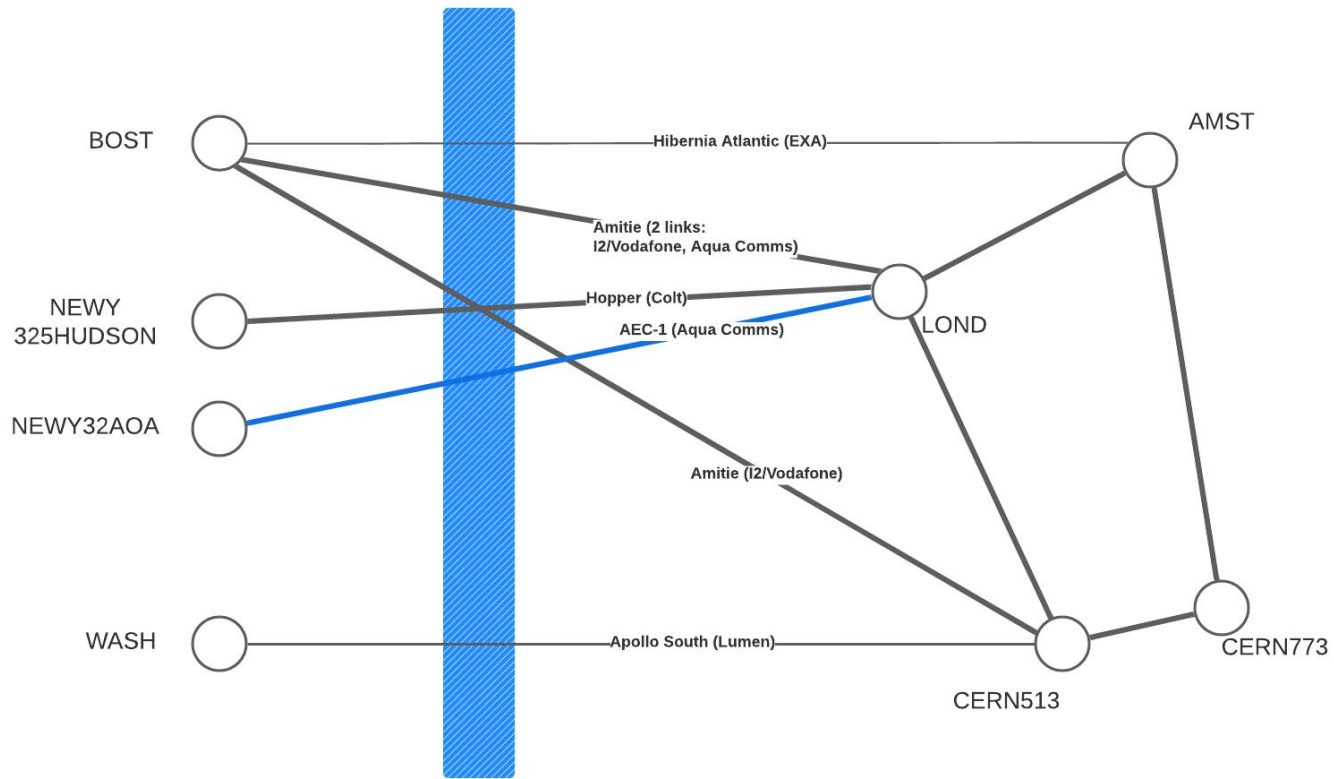 AMST
BOST
Hibernia Atlantic (EXA)
Amitie (2 links:
I2/Vodafone, Aqua Comms)
NEWY
325HUDSON
Hopper (Colt)
AEC-1 (Aqua Comms)
LOND
NEWY32AOA
Amitie (I2/Vodafone)
WASH
Apollo South (Lumen)
CERN773
CERN513